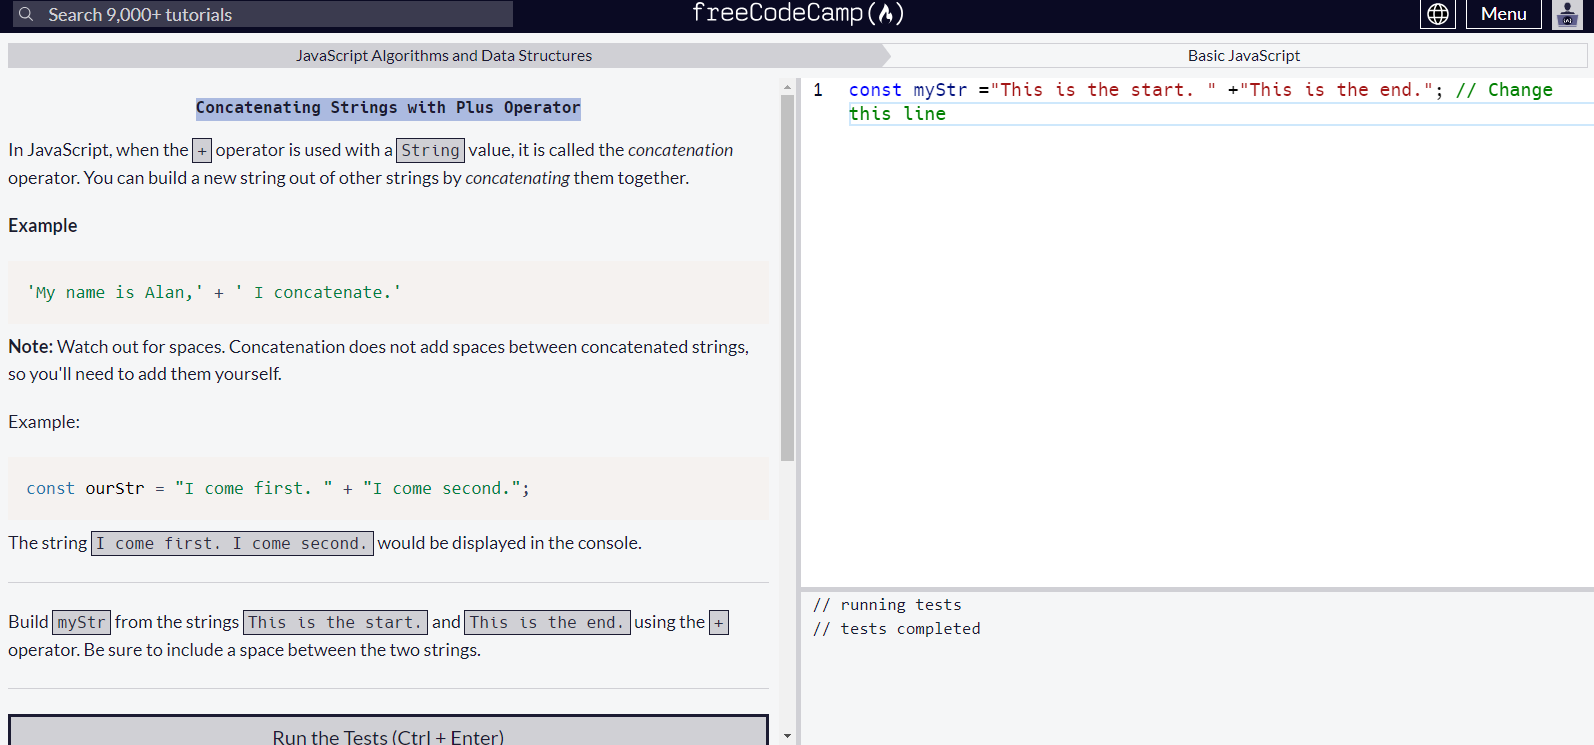 Search 9,000+ tutorials
freeCodeCamp(🔥)
Menu
JavaScript Algorithms and Data Structures
Basic JavaScript
Concatenating Strings with Plus Operator
In JavaScript, when the + operator is used with a String value, it is called the concatenation
operator. You can build a new string out of other strings by concatenating them together.
Example
'My name is Alan,' + ' I concatenate.'
Note: Watch out for spaces. Concatenation does not add spaces between concatenated strings,
so you'll need to add them yourself.
Example:
const ourStr = "I come first. " + "I come second.";
The string I come first. I come second. would be displayed in the console.
Build myStr from the strings This is the start. and This is the end. using the +
operator. Be sure to include a space between the two strings.
Run the Tests (Ctrl + Enter)
1 const myStr ="This is the start. " +"This is the end."; // Change
this line
// running tests
// tests completed